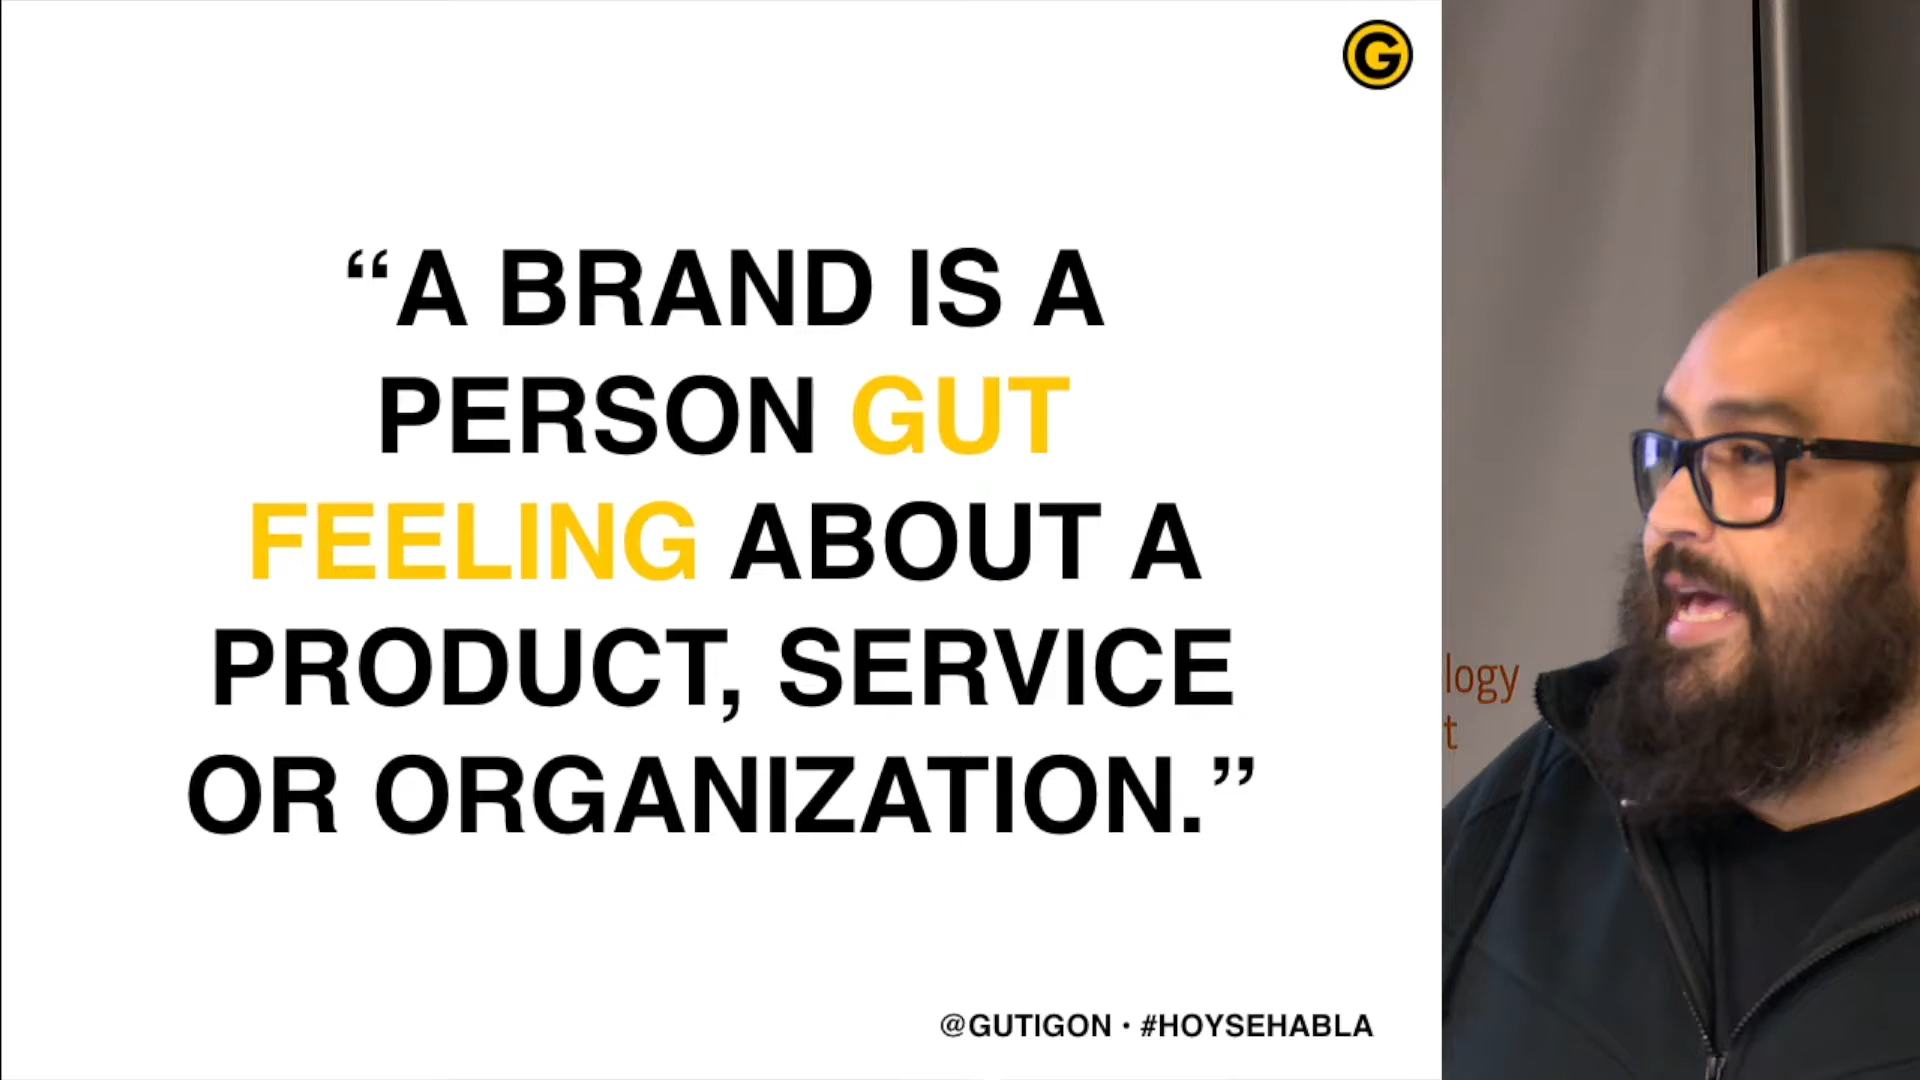 G
“A BRAND IS A
PERSON GUT
FEELING ABOUT A
PRODUCT, SERVICE
OR ORGANIZATION.”
logy
t
@GUTIGON • #HOYSEHABLA